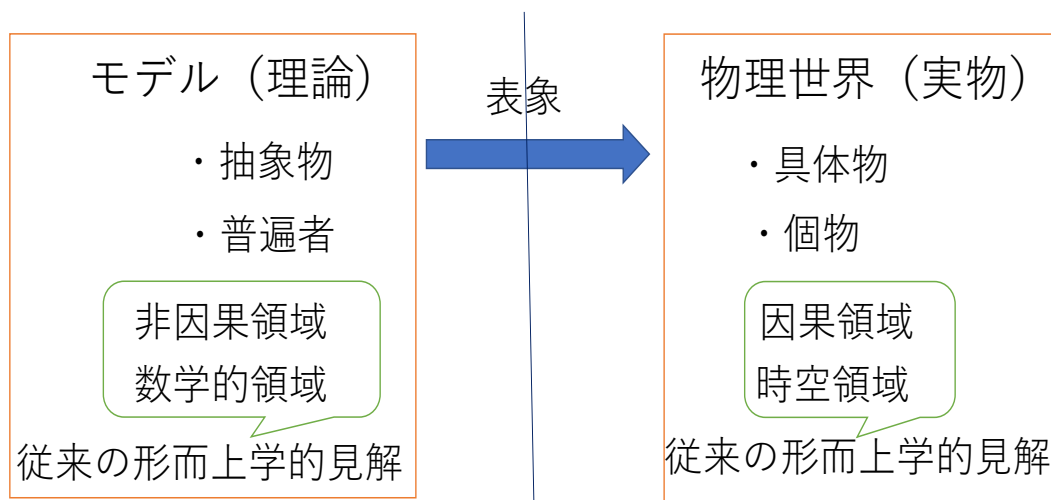 モデル（理論）
・抽象物
・普遍者
非因果領域
数学的領域
従来の形而上学的見解
表象
物理世界（実物）
・具体物
・個物
因果領域
時空領域
従来の形而上学的見解